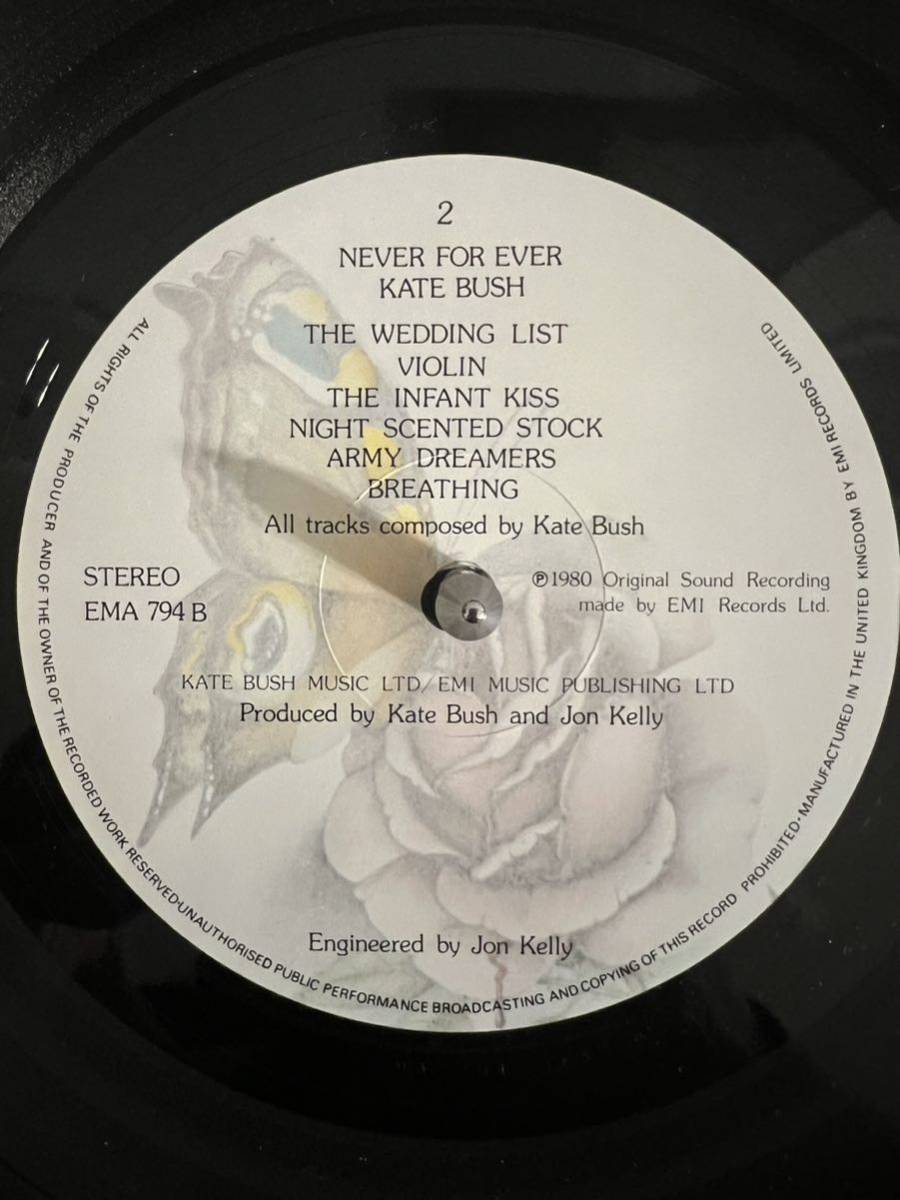 2
NEVER FOR EVER
KATE BUSH
THE WEDDING LIST
VIOLIN
THE INFANT KISS
NIGHT SCENTED STOCK
ARMY DREAMERS
BREATHING
All tracks composed by Kate Bush
STEREO
EMA 794 B
℗1980 Original Sound Recording
made by EMI Records Ltd.
KATE BUSH MUSIC LTD/EMI MUSIC PUBLISHING LTD
Produced by Kate Bush and Jon Kelly
Engineered by Jon Kelly
ALL RIGHTS OF THE PRODUCER AND OF THE OWNER OF THE RECORDED WORK RESERVED·UNAUTHORISED PUBLIC PERFORMANCE BROADCASTING AND COPYING OF THIS RECORD PROHIBITED·MANUFACTURED IN THE UNITED KINGDOM BY EMI RECORDS LIMITED